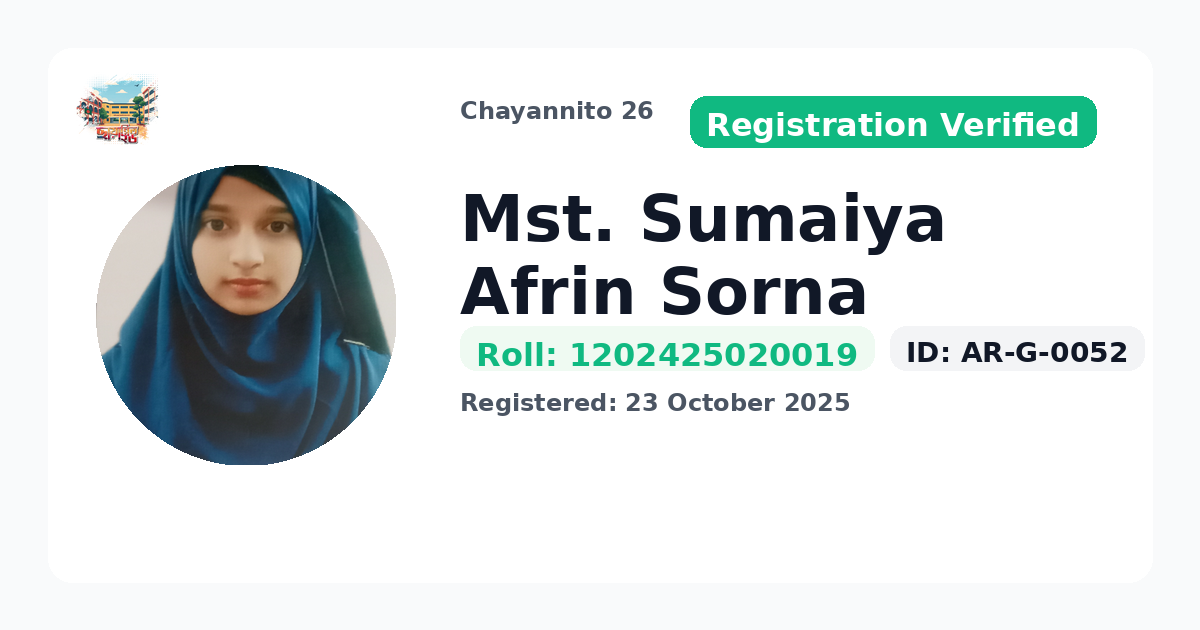 Chayannito 26
Registration Verified
Mst. Sumaiya
Afrin Sorna
Roll: 1202425020019
ID: AR-G-0052
Registered: 23 October 2025